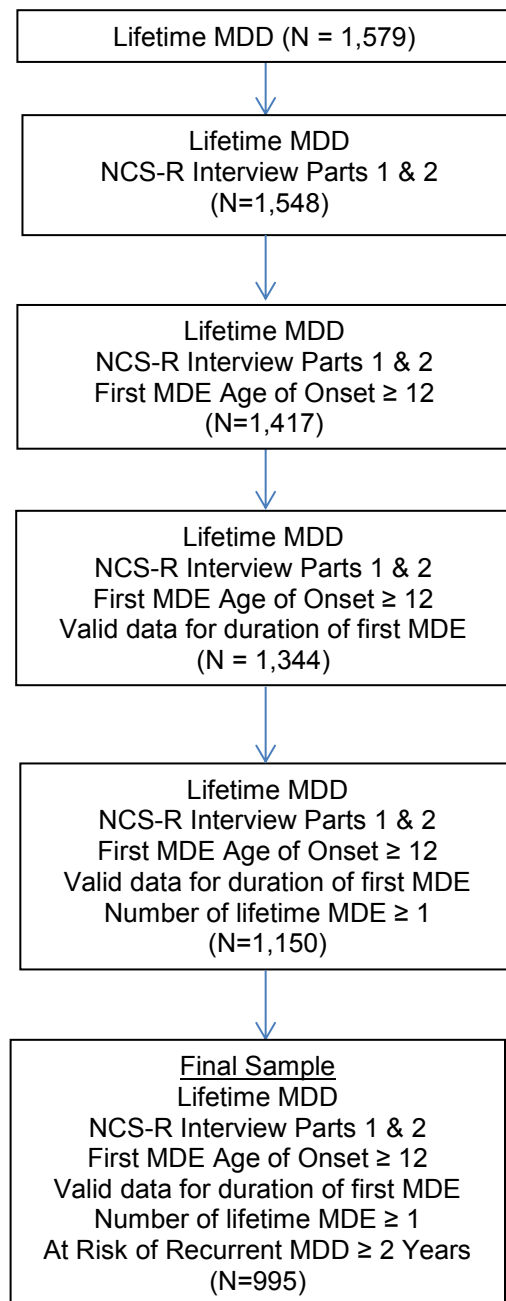 Lifetime MDD (N = 1,579)
Lifetime MDD
NCS-R Interview Parts 1 & 2
(N=1,548)
Lifetime MDD
NCS-R Interview Parts 1 & 2
First MDE Age of Onset ≥ 12
(N=1,417)
Lifetime MDD
NCS-R Interview Parts 1 & 2
First MDE Age of Onset ≥ 12
Valid data for duration of first MDE
(N = 1,344)
Lifetime MDD
NCS-R Interview Parts 1 & 2
First MDE Age of Onset ≥ 12
Valid data for duration of first MDE
Number of lifetime MDE ≥ 1
(N=1,150)
Final Sample
Lifetime MDD
NCS-R Interview Parts 1 & 2
First MDE Age of Onset ≥ 12
Valid data for duration of first MDE
Number of lifetime MDE ≥ 1
At Risk of Recurrent MDD ≥ 2 Years
(N=995)